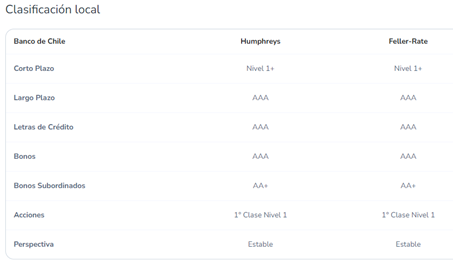 Clasificación local
Banco de Chile Humphreys Feller-Rate
Corto Plazo Nivel 1+ Nivel 1+
Largo Plazo AAA AAA
Letras de Crédito AAA AAA
Bonos AAA AAA
Bonos Subordinados AA+ AA+
Acciones 1° Clase Nivel 1 1° Clase Nivel 1
Perspectiva Estable Estable